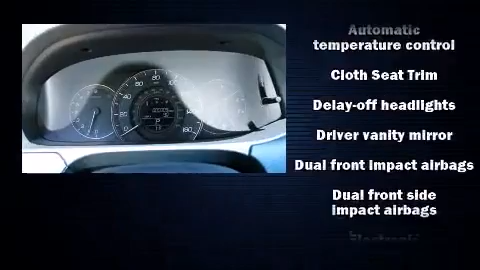 Automatic
temperature control
Cloth Seat Trim
Delay-off headlights
Driver vanity mirror
Dual front impact airbags
Dual front side
impact airbags